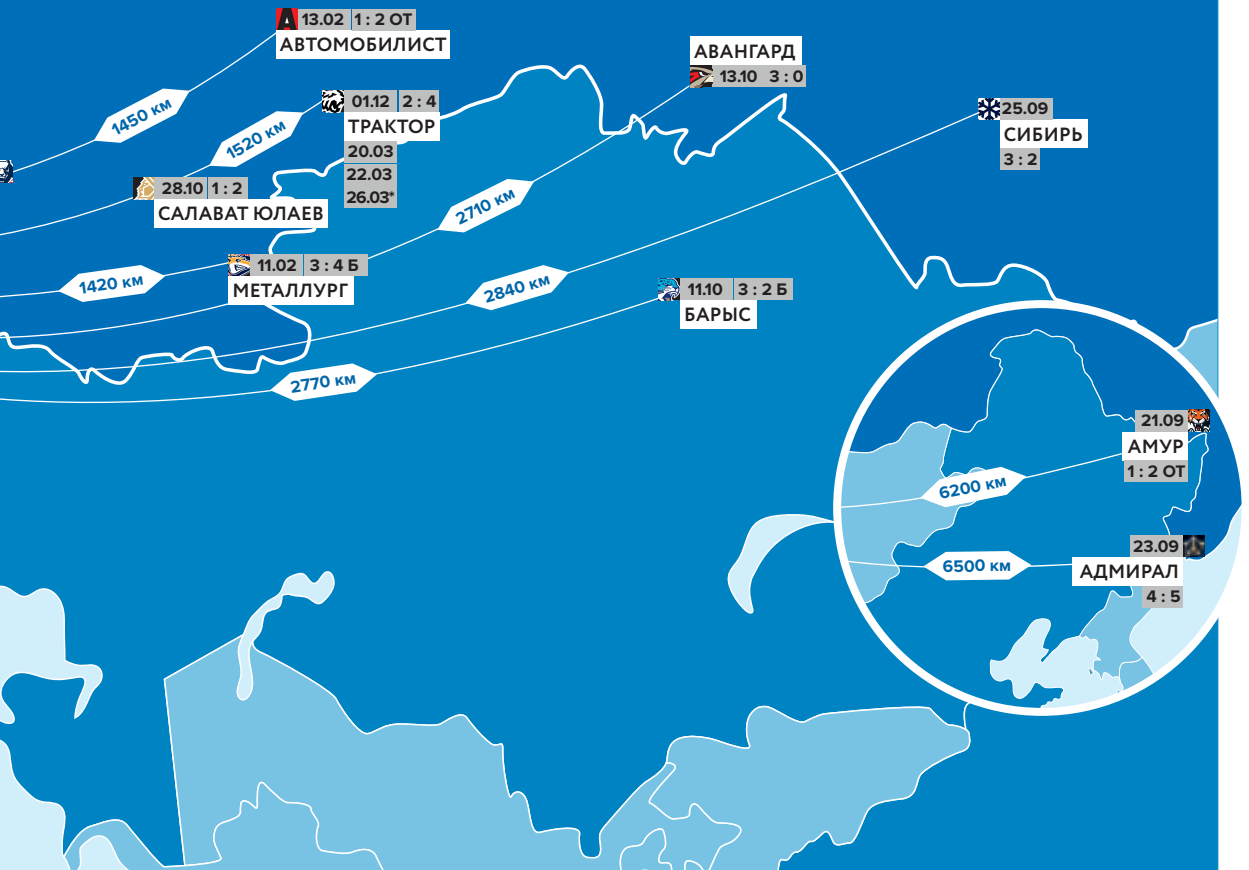 13.02 1 : 2 ОТ
АВТОМОБИЛИСТ
1450 км
АВАНГАРД
13.10 3 : 0
01.12 2 : 4
ТРАКТОР
20.03
22.03
26.03*
1520 км
25.09
СИБИРЬ
3 : 2
28.10 1 : 2
САЛАВАТ ЮЛАЕВ
2710 км
11.02 3 : 4 Б
МЕТАЛЛУРГ
1420 км
2840 км
11.10 3 : 2 Б
БАРЫС
2770 км
21.09
АМУР
1 : 2 ОТ
6200 км
23.09
АДМИРАЛ
4 : 5
6500 км